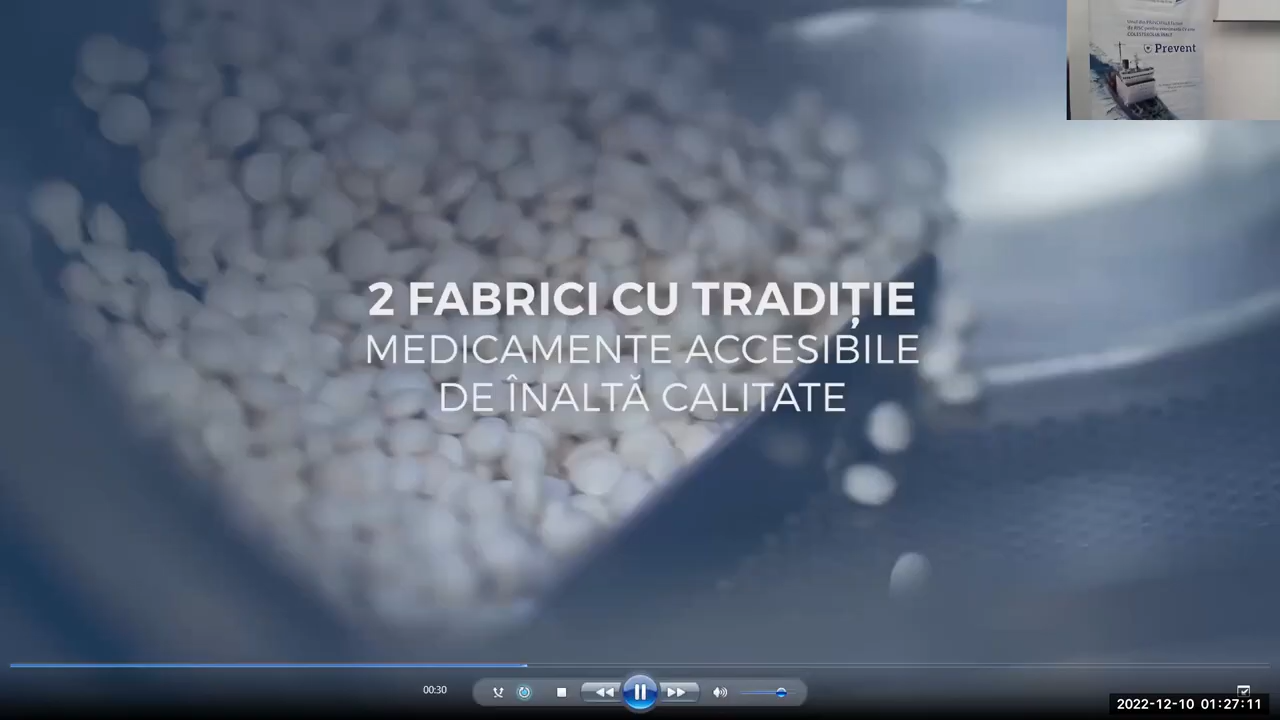 Prevent
2 FABRICI CU TRADIȚIE
MEDICAMENTE ACCESIBILE
DE ÎNALTĂ CALITATE
00:30
2022-12-10 01:27:11